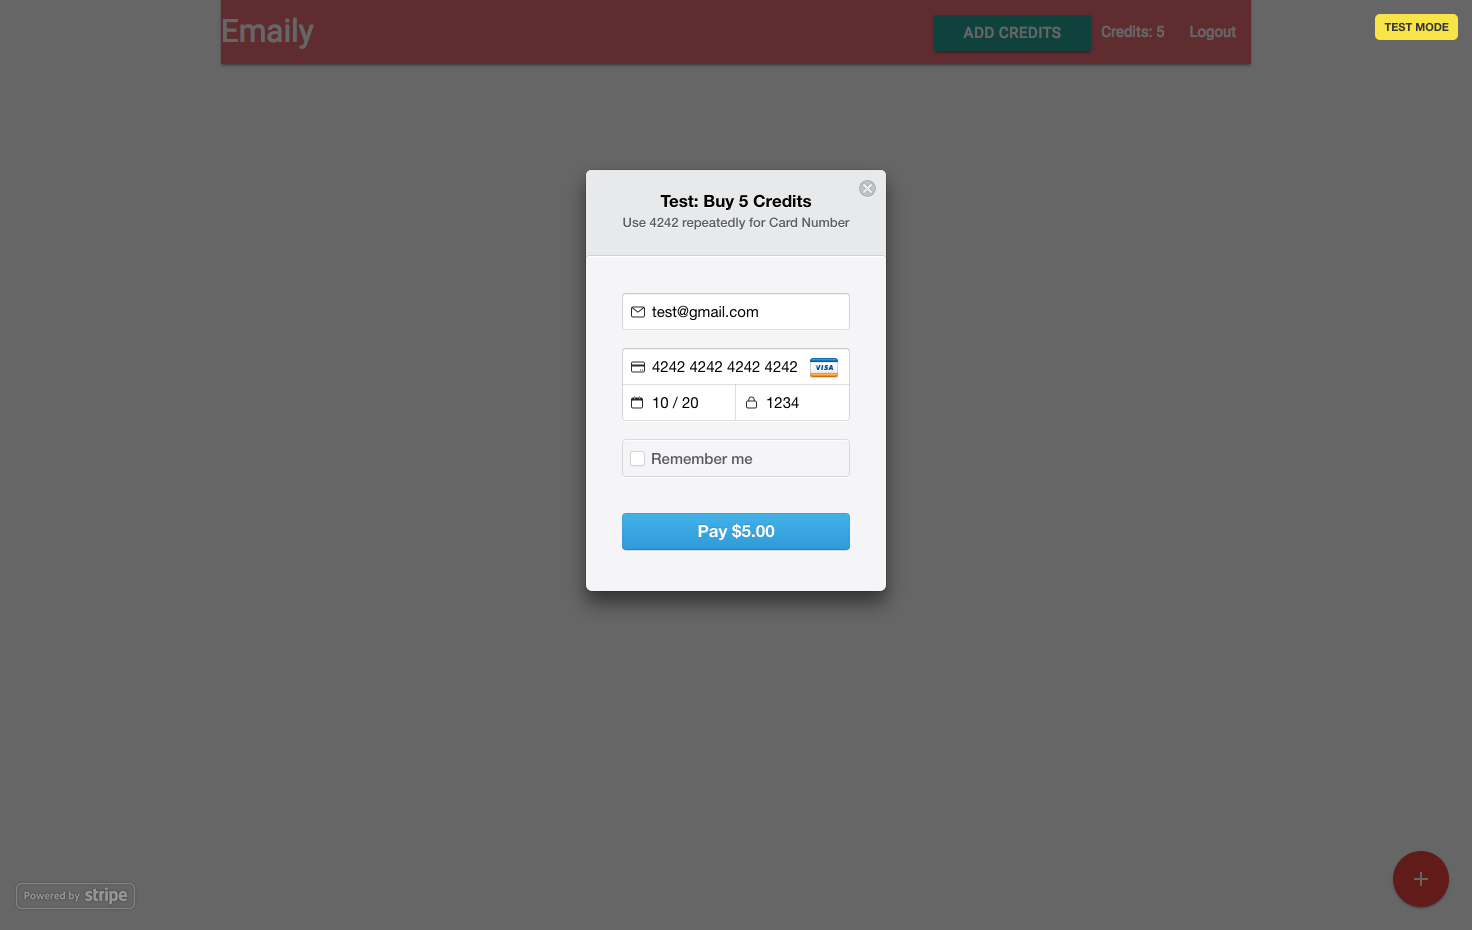 Emaily
ADD CREDITS
Credits: 5
Logout
TEST MODE
Test: Buy 5 Credits
Use 4242 repeatedly for Card Number
test@gmail.com
4242 4242 4242 4242
VISA
10 / 20
1234
Remember me
Pay $5.00
Powered by stripe